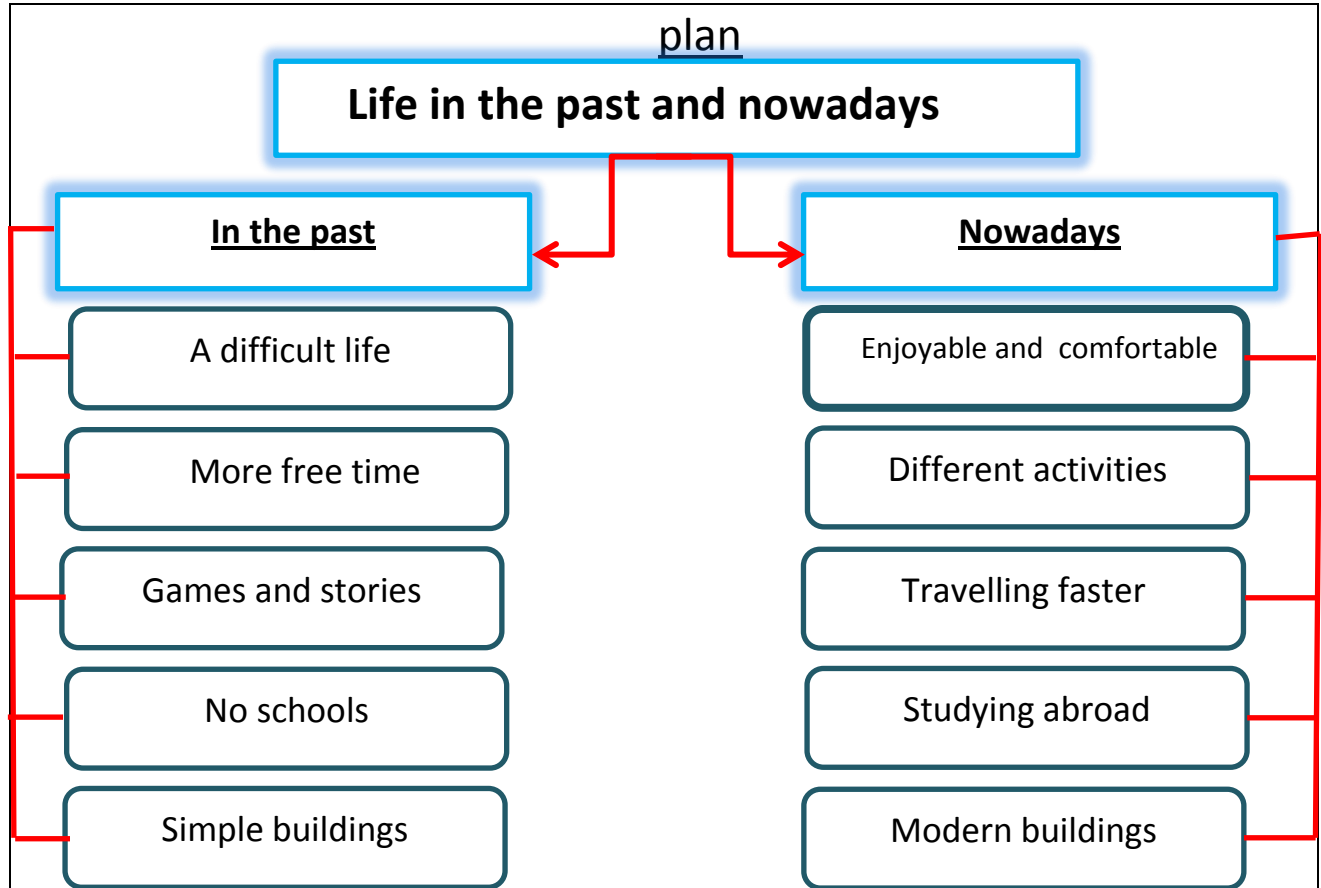 plan
Life in the past and nowadays
In the past
A difficult life
More free time
Games and stories
No schools
Simple buildings
Nowadays
Enjoyable and comfortable
Different activities
Travelling faster
Studying abroad
Modern buildings